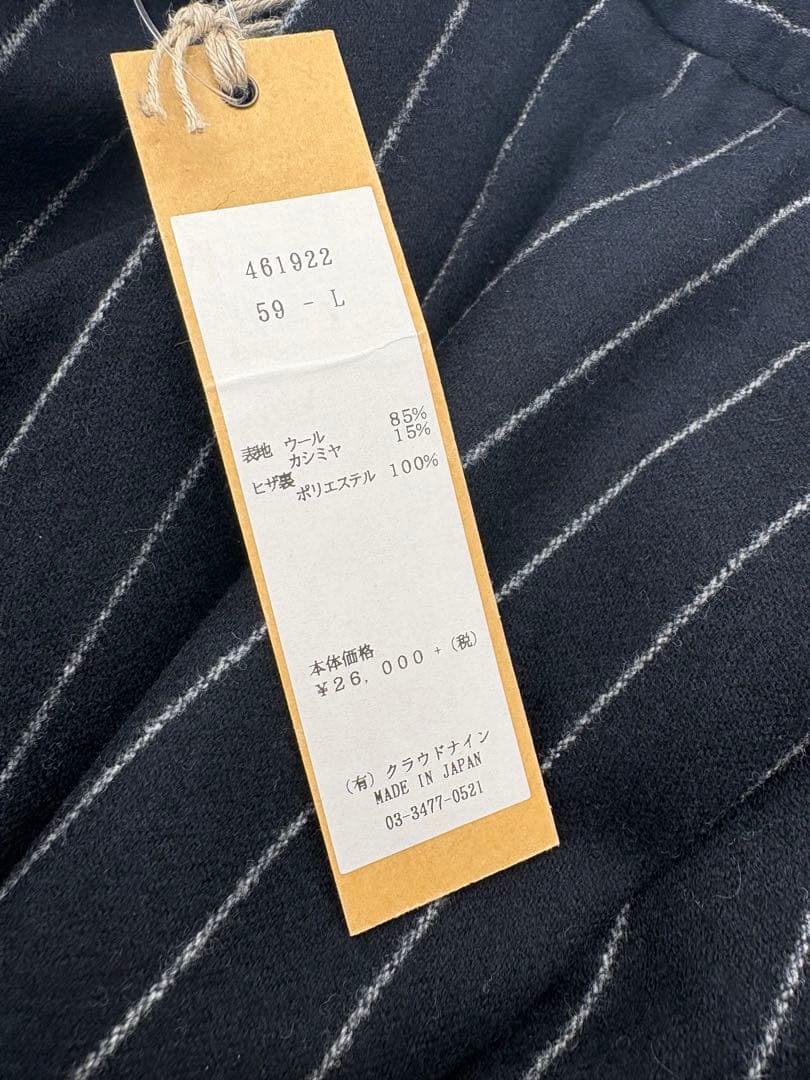 461922
59 - L
表地 ウール 85%
カシミヤ 15%
ヒザ裏 ポリエステル 100%
本体価格
¥26,000+(税)
(有)クラウドナイン
MADE IN JAPAN
03-3477-0521